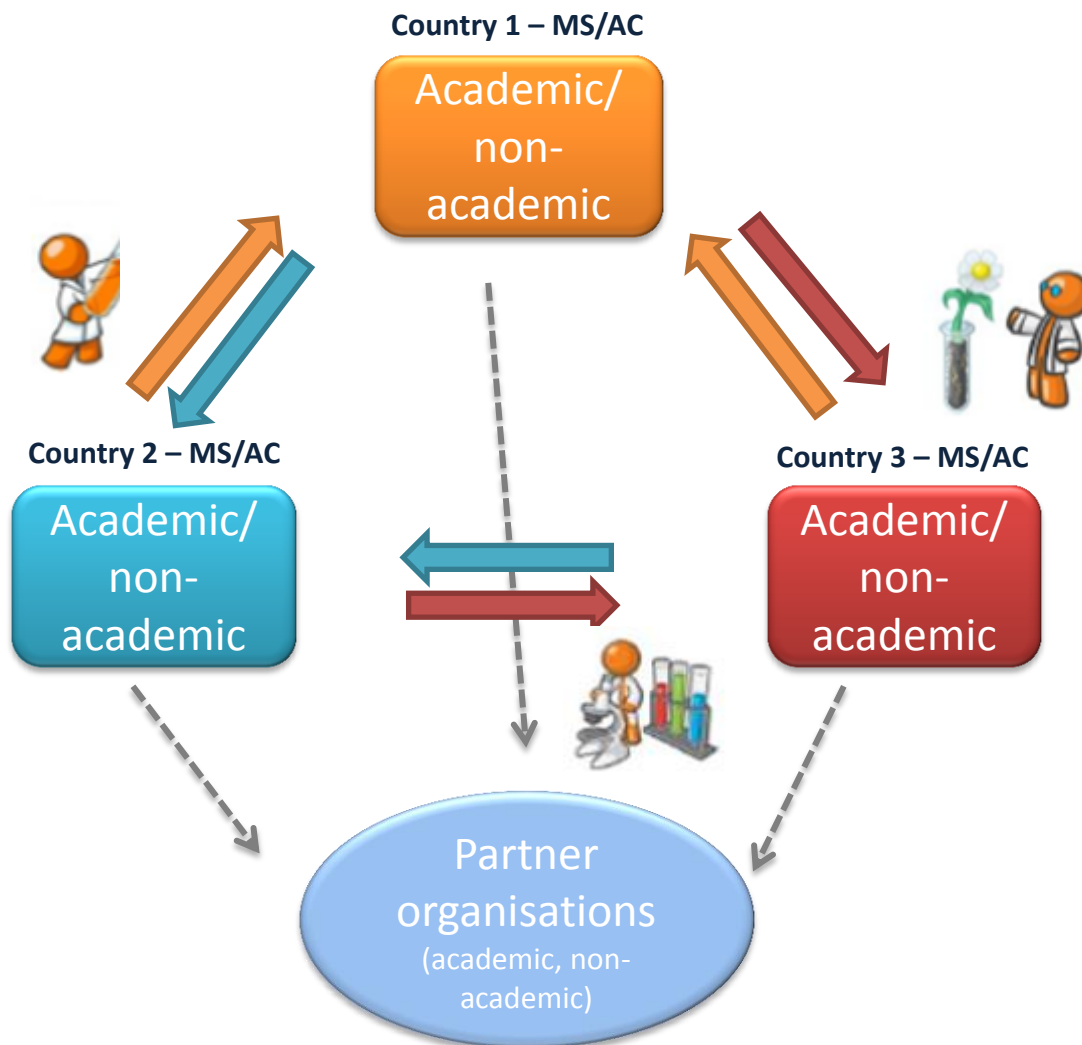 Country 1 – MS/AC
Academic/
non-
academic
Country 2 – MS/AC
Academic/
non-
academic
Country 3 – MS/AC
Academic/
non-
academic
Partner
organisations
(academic, non-
academic)